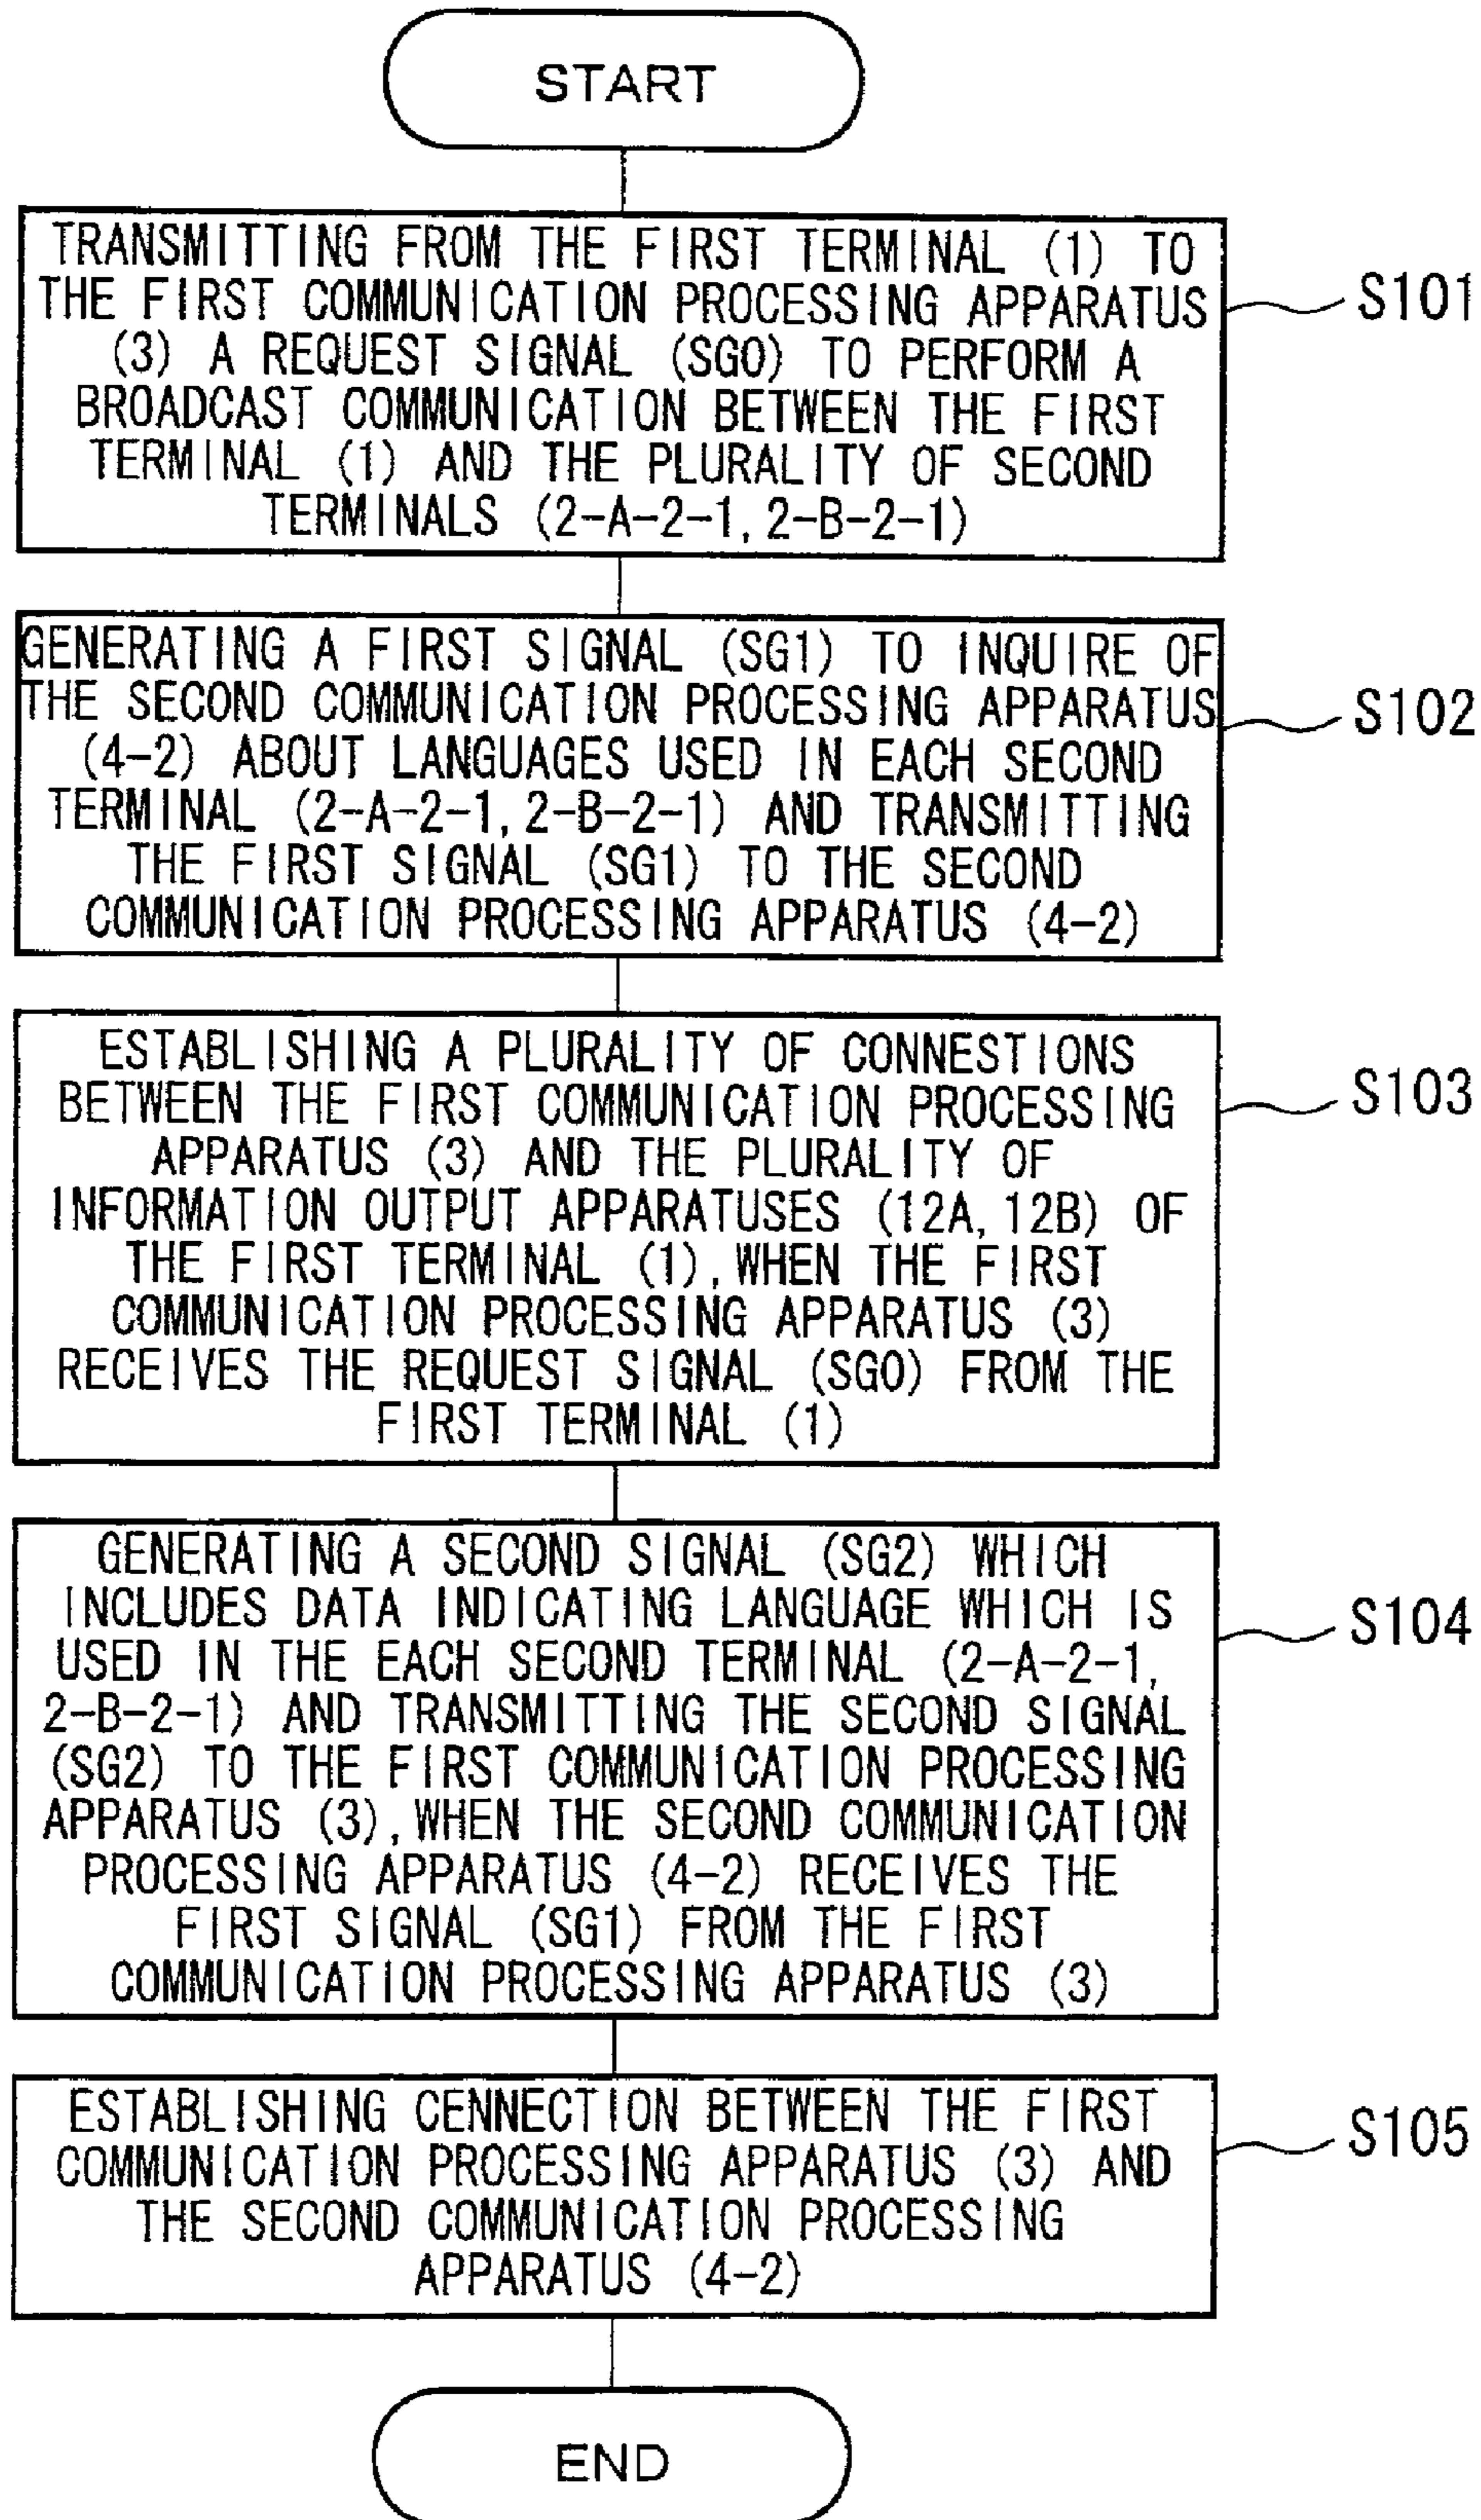 START
TRANSMITTING FROM THE FIRST TERMINAL (1) TO
THE FIRST COMMUNICATION PROCESSING APPARATUS
(3) A REQUEST SIGNAL (SG0) TO PERFORM A
BROADCAST COMMUNICATION BETWEEN THE FIRST
TERMINAL (1) AND THE PLURALITY OF SECOND
TERMINALS (2-A-2-1, 2-B-2-1)
S101
GENERATING A FIRST SIGNAL (SG1) TO INQUIRE OF
THE SECOND COMMUNICATION PROCESSING APPARATUS
(4-2) ABOUT LANGUAGES USED IN EACH SECOND
TERMINAL (2-A-2-1, 2-B-2-1) AND TRANSMITTING
THE FIRST SIGNAL (SG1) TO THE SECOND
COMMUNICATION PROCESSING APPARATUS (4-2)
S102
ESTABLISHING A PLURALITY OF CONNESTIONS
BETWEEN THE FIRST COMMUNICATION PROCESSING
APPARATUS (3) AND THE PLURALITY OF
INFORMATION OUTPUT APPARATUSES (12A, 12B) OF
THE FIRST TERMINAL (1), WHEN THE FIRST
COMMUNICATION PROCESSING APPARATUS (3)
RECEIVES THE REQUEST SIGNAL (SG0) FROM THE
FIRST TERMINAL (1)
S103
GENERATING A SECOND SIGNAL (SG2) WHICH
INCLUDES DATA INDICATING LANGUAGE WHICH IS
USED IN THE EACH SECOND TERMINAL (2-A-2-1,
2-B-2-1) AND TRANSMITTING THE SECOND SIGNAL
(SG2) TO THE FIRST COMMUNICATION PROCESSING
APPARATUS (3), WHEN THE SECOND COMMUNICATION
PROCESSING APPARATUS (4-2) RECEIVES THE
FIRST SIGNAL (SG1) FROM THE FIRST
COMMUNICATION PROCESSING APPARATUS (3)
S104
ESTABLISHING CENNECTION BETWEEN THE FIRST
COMMUNICATION PROCESSING APPARATUS (3) AND
THE SECOND COMMUNICATION PROCESSING
APPARATUS (4-2)
S105
END